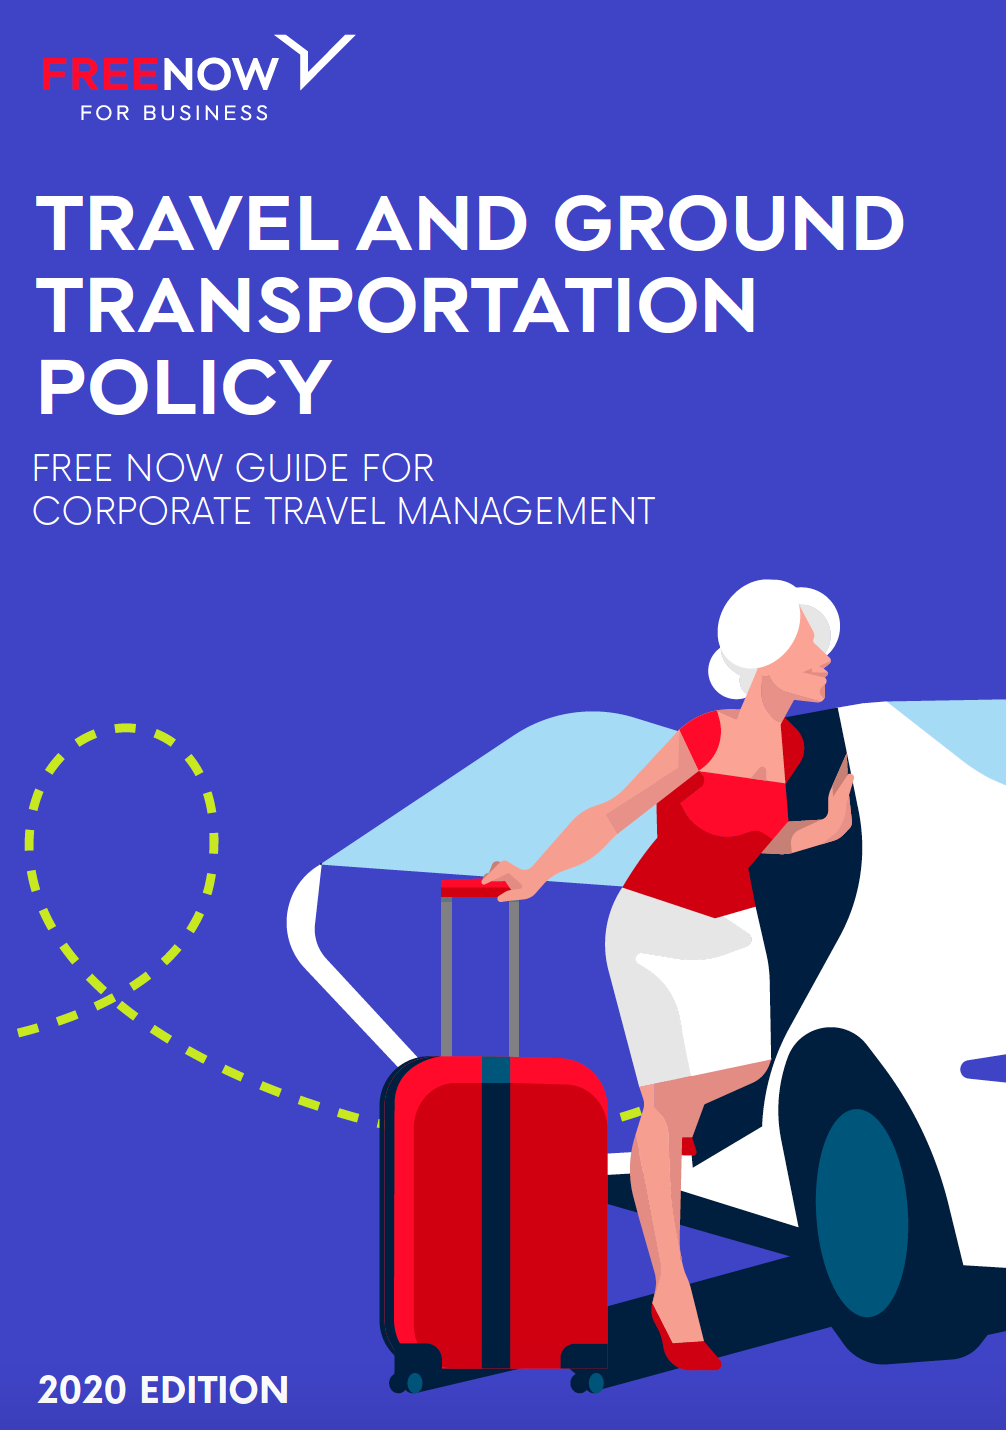 FREENOW
FOR BUSINESS
TRAVEL AND GROUND
TRANSPORTATION
POLICY
FREE NOW GUIDE FOR
CORPORATE TRAVEL MANAGEMENT
2020 EDITION